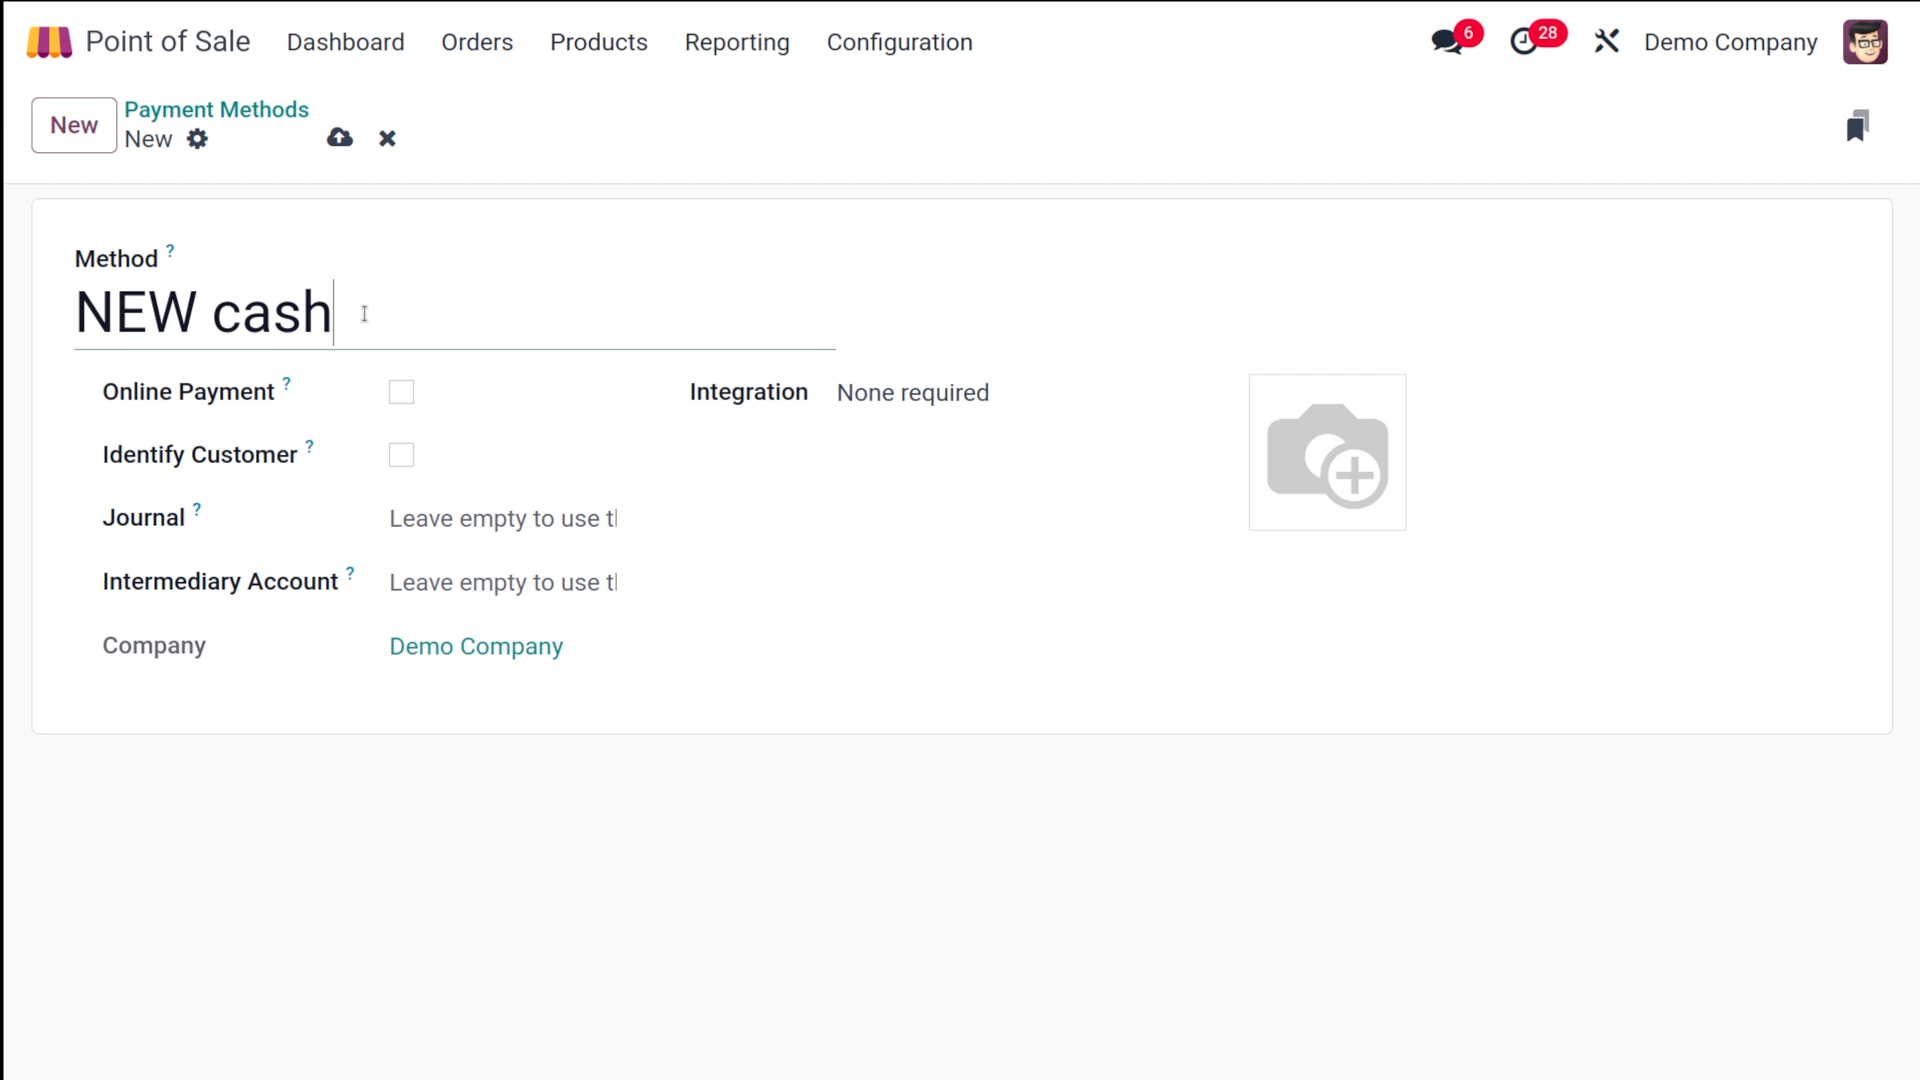 Point of Sale Dashboard Orders Products Reporting Configuration 6 28 Demo Company
New
Payment Methods
New
Method ?
NEW cash
Online Payment ?
Integration None required
Identify Customer ?
Journal ? Leave empty to use t
Intermediary Account ? Leave empty to use t
Company Demo Company